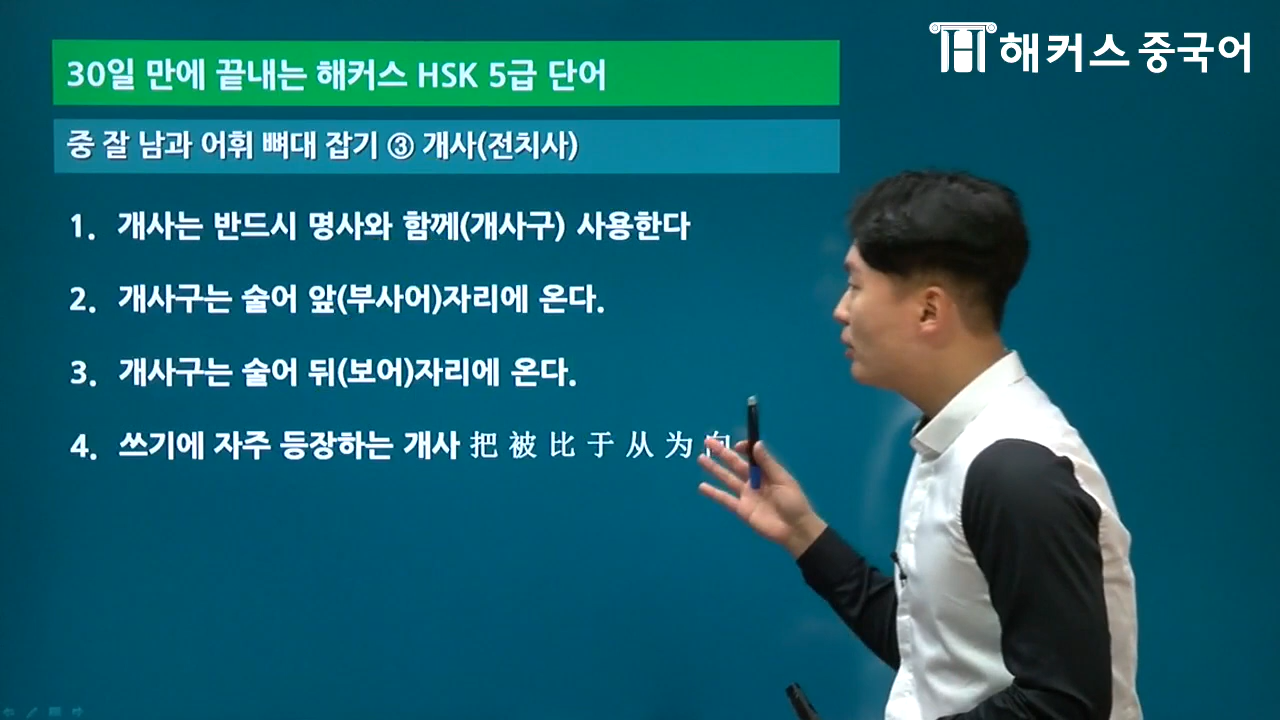 해커스 중국어
30일 만에 끝내는 해커스 HSK 5급 단어
중 잘 남과 어휘 뼈대 잡기 ③ 개사(전치사)
1. 개사는 반드시 명사와 함께(개사구) 사용한다
2. 개사구는 술어 앞(부사어)자리에 온다.
3. 개사구는 술어 뒤(보어)자리에 온다.
4. 쓰기에 자주 등장하는 개사 把 被 比 于 从 为